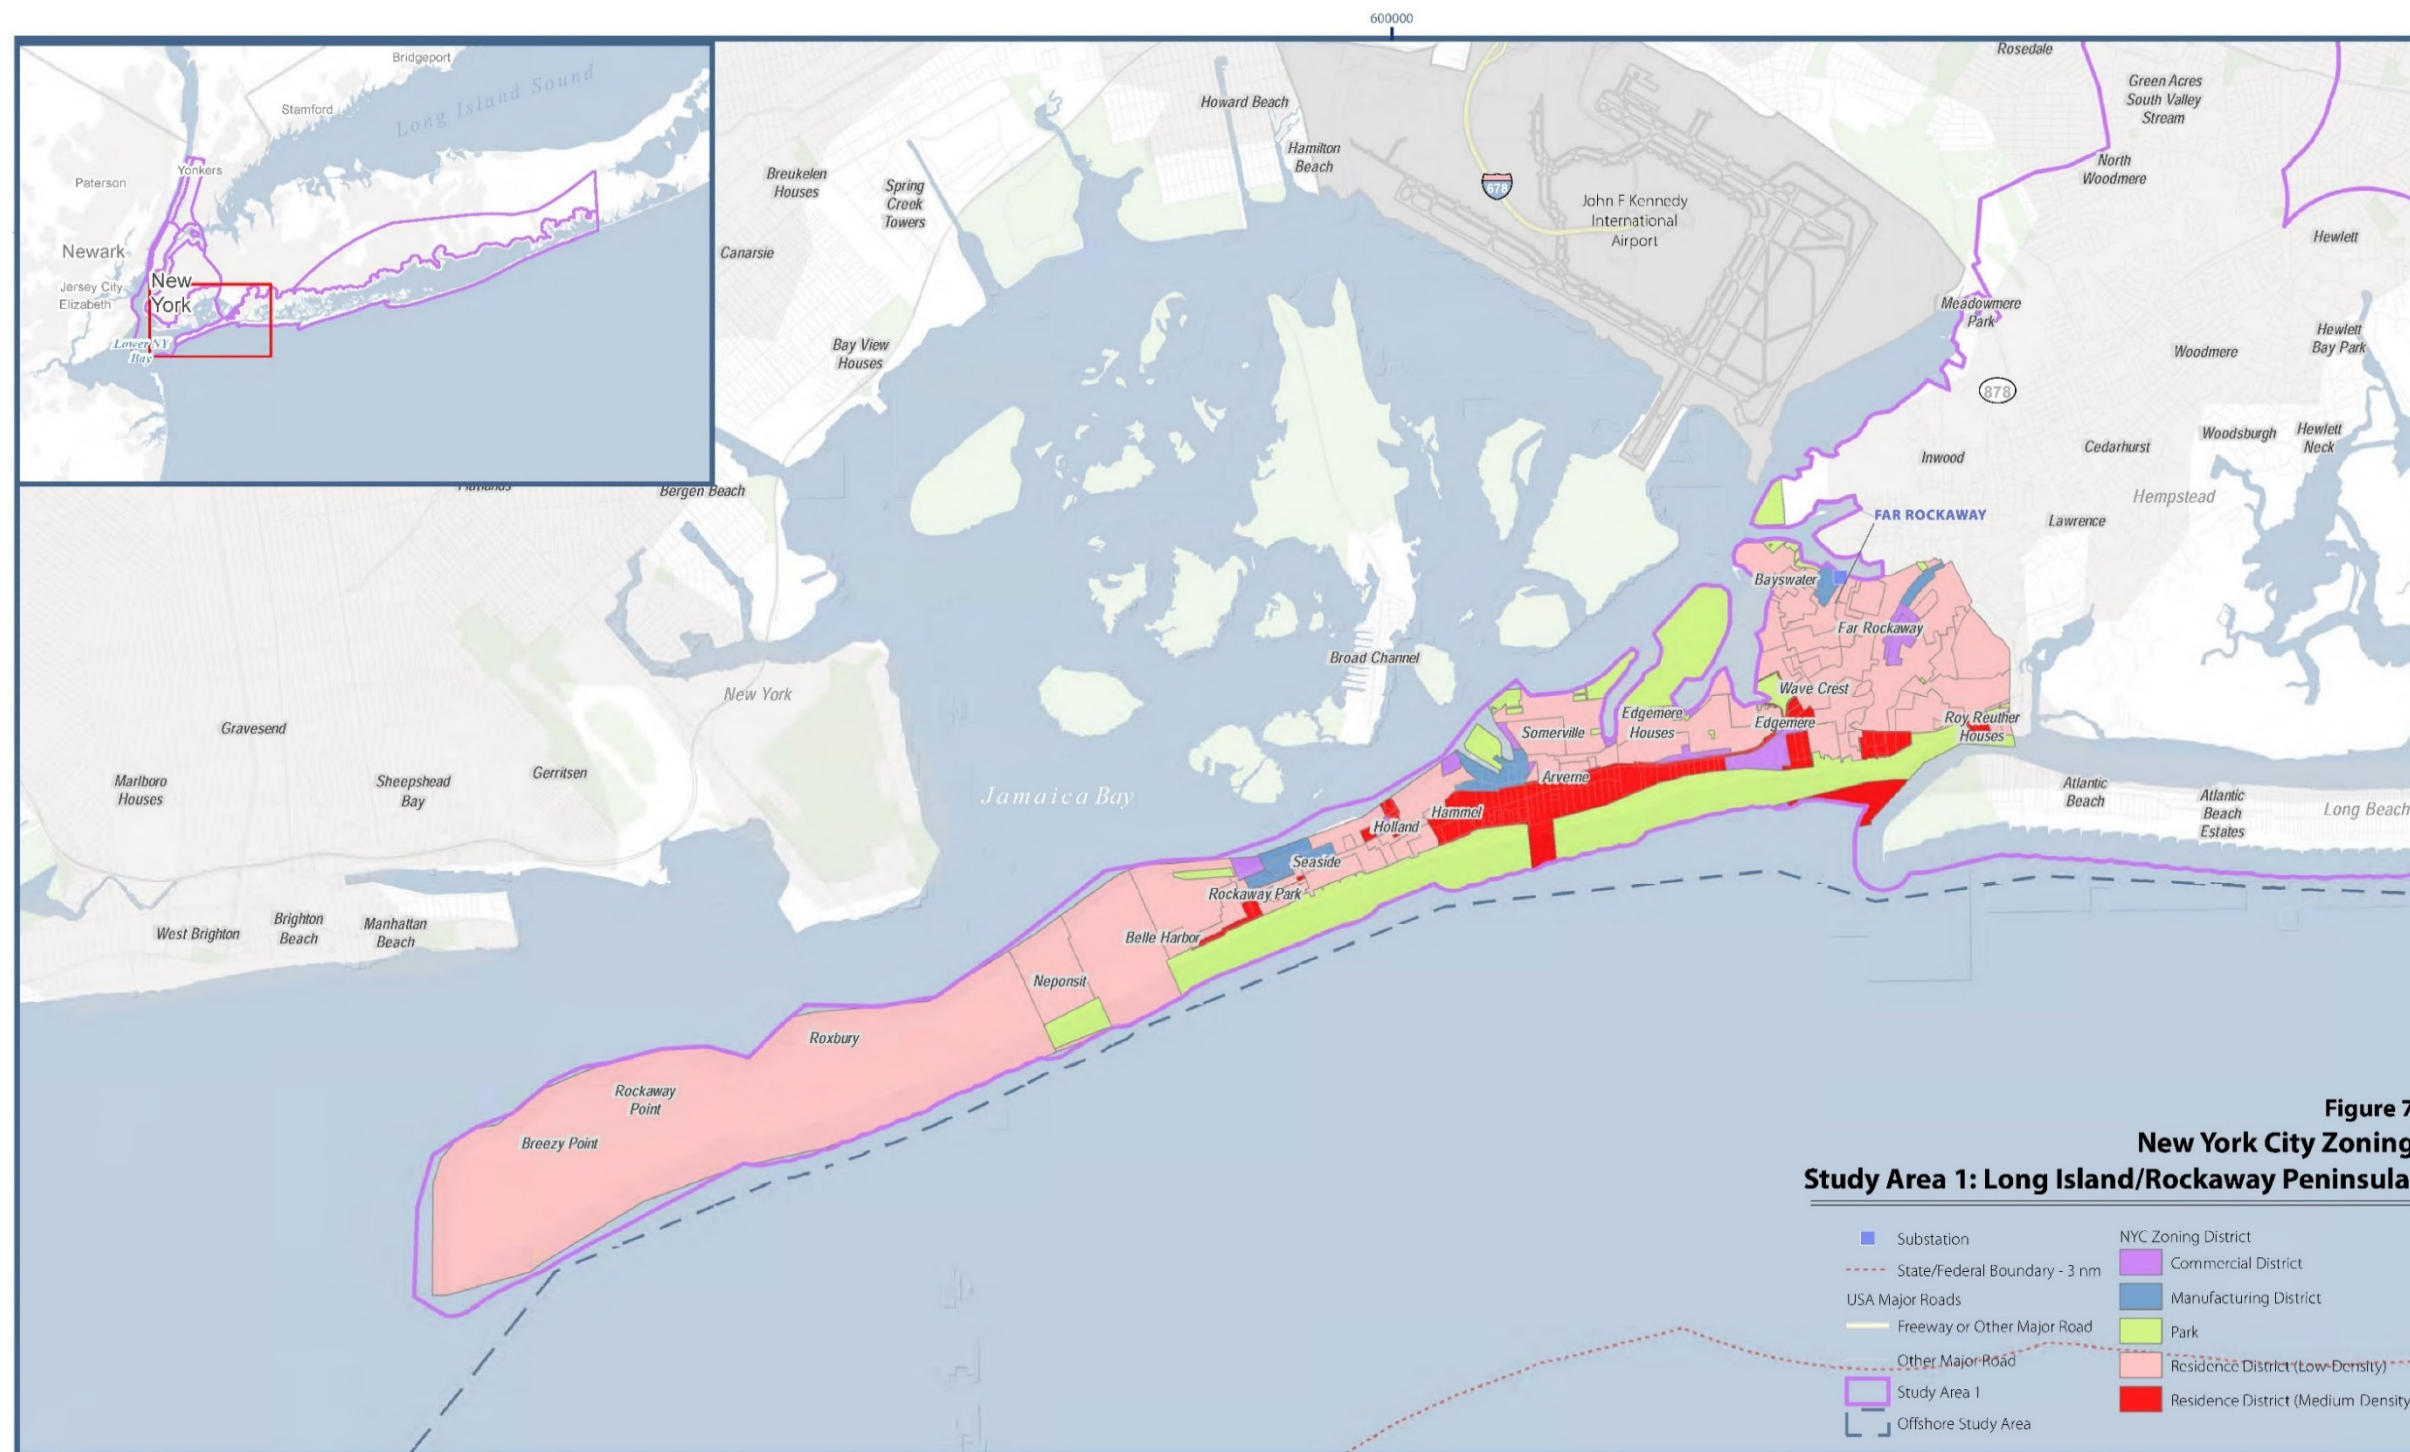 600000
Bridgeport
Long Island Sound
Stamford
Yonkers
Paterson
Newark
New
York
Jersey City
Elizabeth
Lower NY
Bay
Rosedale
Green Acres
South Valley
Stream
Howard Beach
Hamilton
Beach
Breukelen
Houses
Spring
Creek
Towers
678
John F Kennedy
International
Airport
North
Woodmere
Canarsie
Hewlett
Meadowmere
Park
Bay View
Houses
Woodmere
Hewlett
Bay Park
878
Inwood
Cedarhurst
Woodsburgh
Hewlett
Neck
Flatlands
Bergen Beach
Hempstead
FAR ROCKAWAY
Lawrence
Bayswater
Far Rockaway
Broad Channel
New York
Wave Crest
Gravesend
Somerville
Edgemere
Houses
Edgemere
Roy Reuther
Houses
Marlboro
Houses
Sheepshead
Bay
Gerritsen
Jamaica Bay
Arverne
Atlantic
Beach
Atlantic
Beach
Estates
Long Beach
Hammel
Holland
Seaside
Rockaway Park
West Brighton
Brighton
Beach
Manhattan
Beach
Belle Harbor
Neponsit
Roxbury
Rockaway
Point
Breezy Point
Figure 7
New York City Zoning
Study Area 1: Long Island/Rockaway Peninsula
Substation
State/Federal Boundary - 3 nm
USA Major Roads
Freeway or Other Major Road
Other Major Road
Study Area 1
Offshore Study Area
NYC Zoning District
Commercial District
Manufacturing District
Park
Residence District (Low-Density)
Residence District (Medium Density